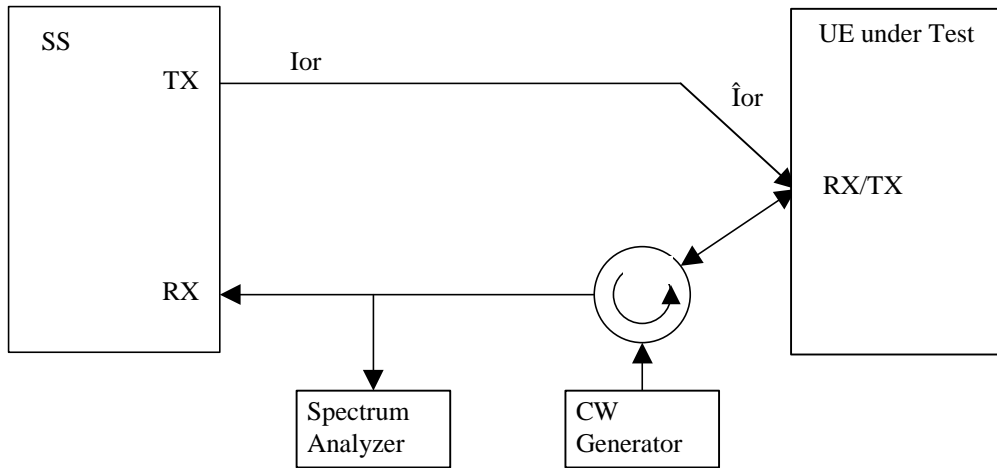 SS
UE under Test
TX
Ior
Îor
RX/TX
RX
Spectrum
Analyzer
CW
Generator